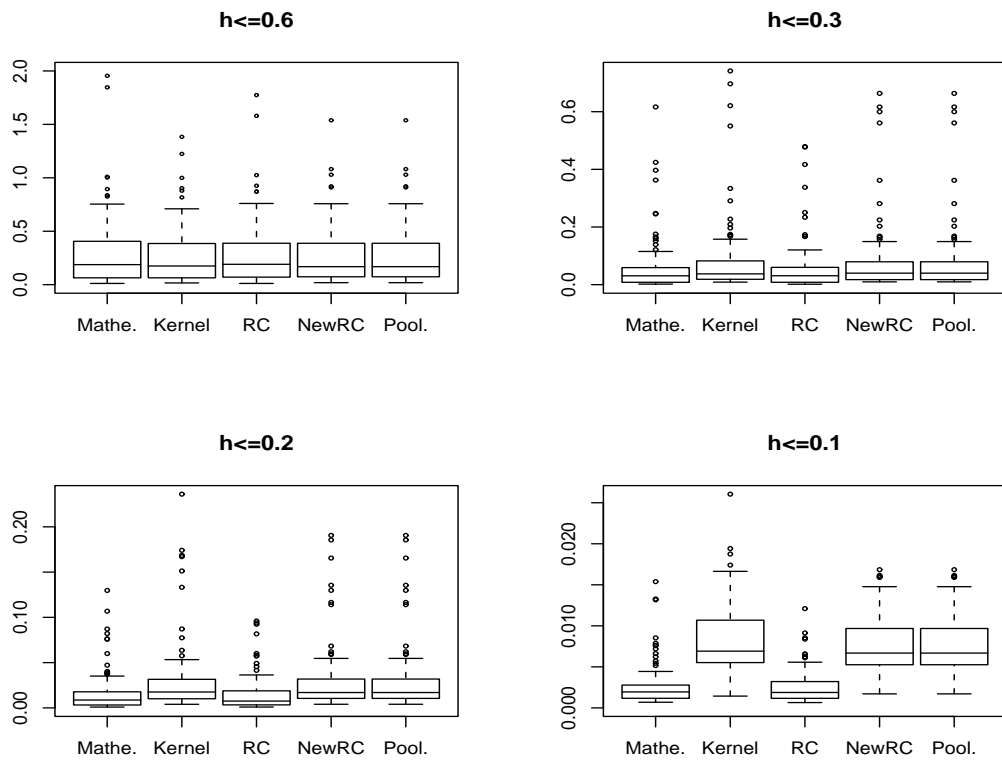 h<=0.6
2.0
1.5
1.0
0.5
0.0
Mathe. Kernel RC NewRC Pool.
h<=0.3
0.6
0.4
0.2
0.0
Mathe. Kernel RC NewRC Pool.
h<=0.2
0.20
0.10
0.00
Mathe. Kernel RC NewRC Pool.
h<=0.1
0.020
0.010
0.000
Mathe. Kernel RC NewRC Pool.